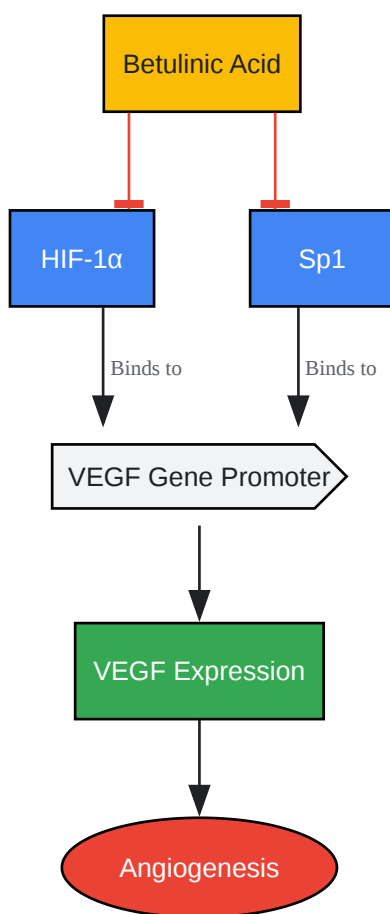 Betulinic Acid
HIF-1α
Sp1
Binds to
Binds to
VEGF Gene Promoter
VEGF Expression
Angiogenesis